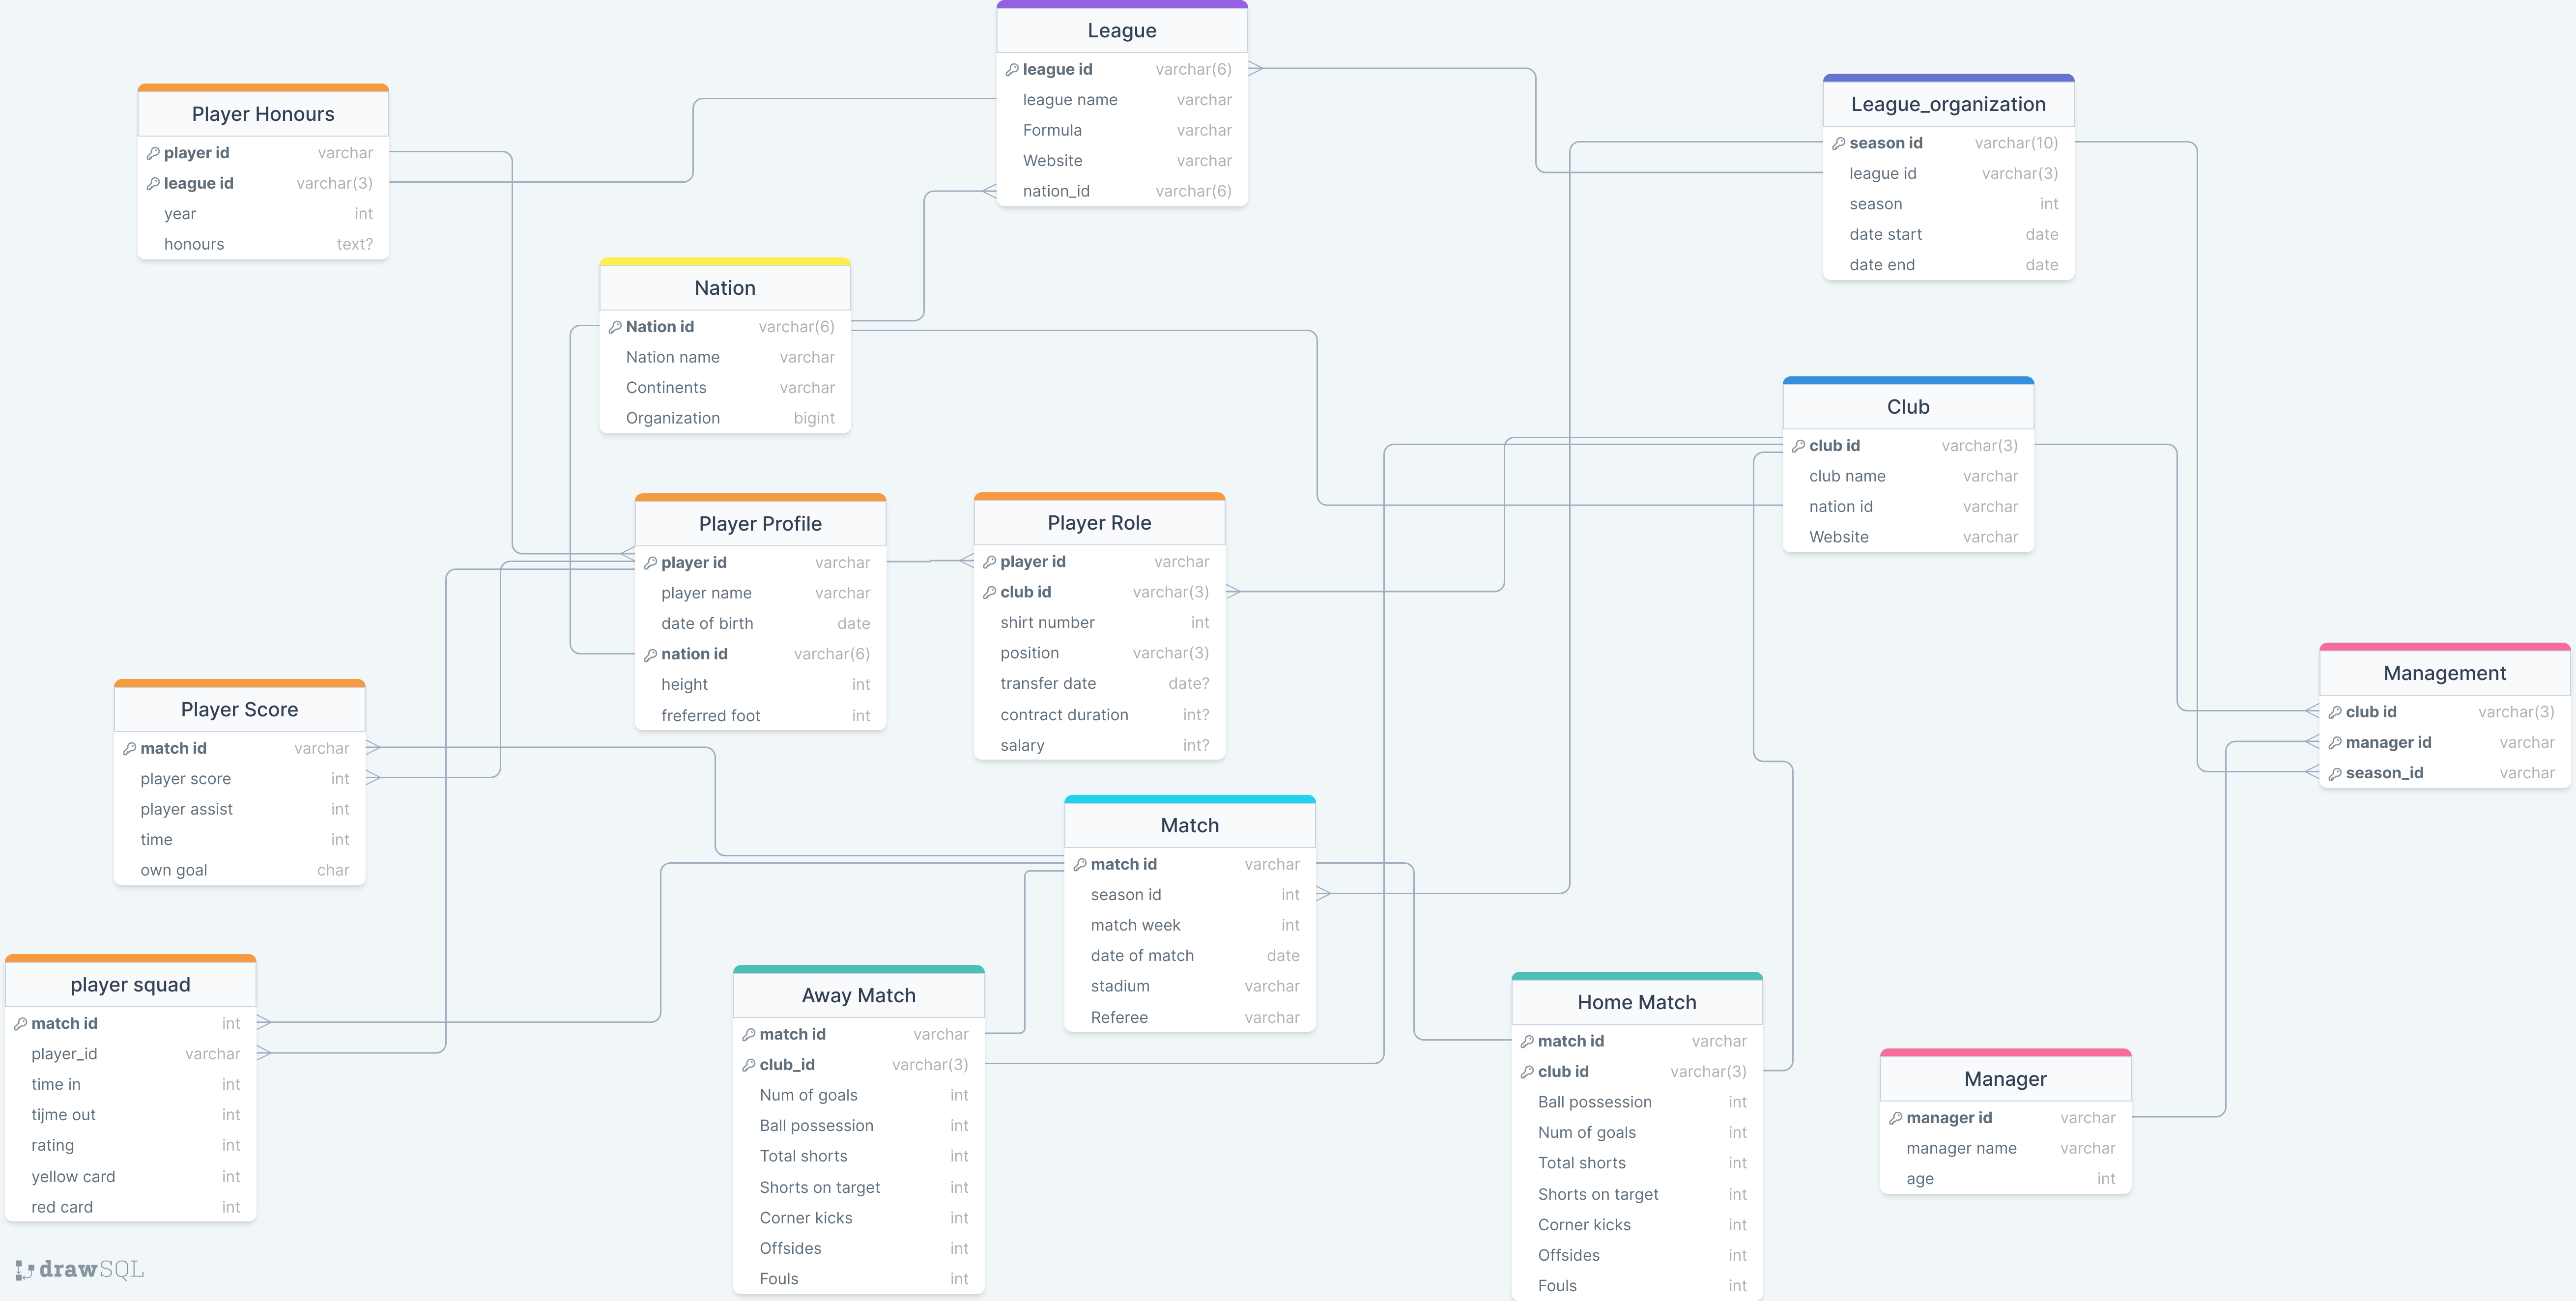 League
league id varchar(6)
league name varchar
Formula varchar
Website varchar
nation_id varchar(6)
Player Honours
player id varchar
league id varchar(3)
year int
honours text?
League_organization
season id varchar(10)
league id varchar(3)
season int
date start date
date end date
Nation
Nation id varchar(6)
Nation name varchar
Continents varchar
Organization bigint
Club
club id varchar(3)
club name varchar
nation id varchar
Website varchar
Player Profile
player id varchar
player name varchar
date of birth date
nation id varchar(6)
height int
freferred foot int
Player Role
player id varchar
club id varchar(3)
shirt number int
position varchar(3)
transfer date date?
contract duration int?
salary int?
Management
club id varchar(3)
manager id varchar
season_id varchar
Player Score
match id varchar
player score int
player assist int
time int
own goal char
Match
match id varchar
season id int
match week int
date of match date
stadium varchar
Referee varchar
player squad
match id int
player_id varchar
time in int
tijme out int
rating int
yellow card int
red card int
Away Match
match id varchar
club_id varchar(3)
Num of goals int
Ball possession int
Total shorts int
Shorts on target int
Corner kicks int
Offsides int
Fouls int
Home Match
match id varchar
club id varchar(3)
Ball possession int
Num of goals int
Total shorts int
Shorts on target int
Corner kicks int
Offsides int
Fouls int
Manager
manager id varchar
manager name varchar
age int
drawSQL